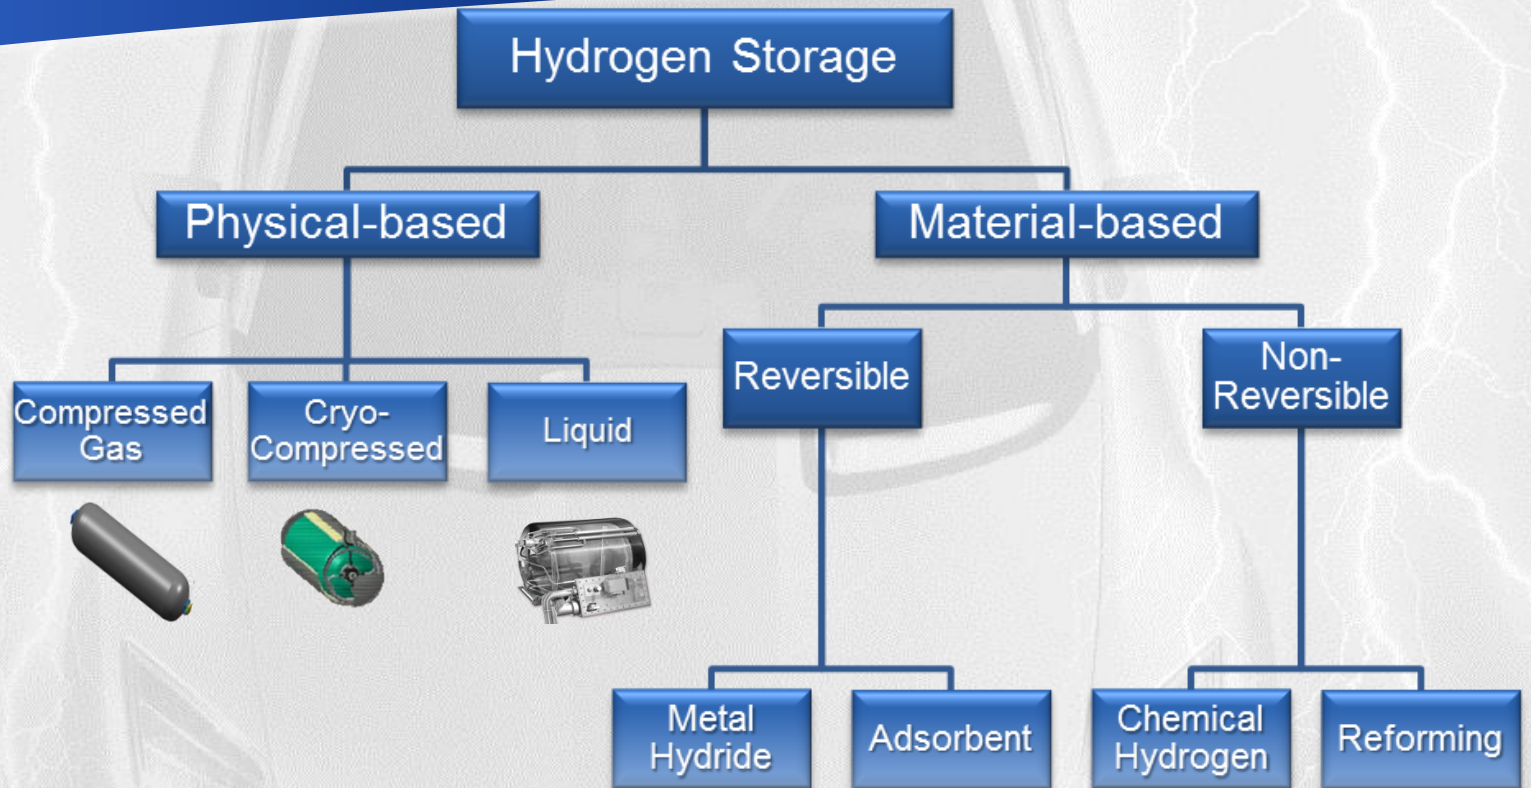 Hydrogen Storage
Physical-based
Material-based
Compressed
Gas
Cryo-
Compressed
Liquid
Reversible
Non-
Reversible
Metal
Hydride
Adsorbent
Chemical
Hydrogen
Reforming